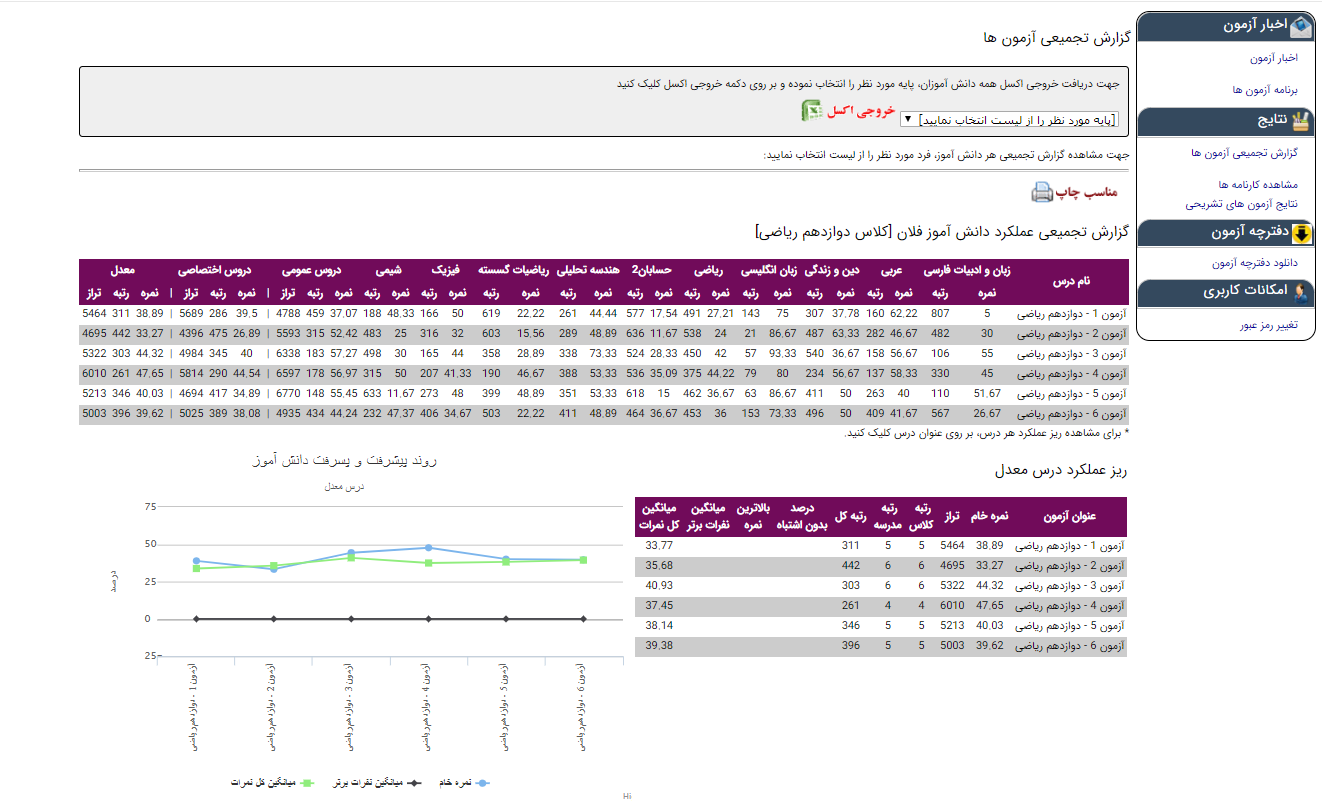 اخبار آزمون
اخبار آزمون
برنامه آزمون ها
نتایج
گزارش تجمیعی آزمون ها
مشاهده کارنامه ها
نتایج آزمون های تشریحی
دفترچه آزمون
دانلود دفترچه آزمون
امکانات کاربری
تغییر رمز عبور
گزارش تجمیعی آزمون ها
جهت دریافت خروجی اکسل همه دانش آموزان، پایه مورد نظر را انتخاب نموده و بر روی دکمه خروجی اکسل کلیک کنید
[پایه مورد نظر را از لیست انتخاب نمایید] ▼ خروجی اکسل
جهت مشاهده گزارش تجمیعی هر دانش آموز، فرد مورد نظر را از لیست انتخاب نمایید:
مناسب چاپ
گزارش تجمیعی عملکرد دانش آموز فلان [کلاس دوازدهم ریاضی]
نام درس زبان و ادبیات فارسی عربی دین و زندگی زبان انگلیسی ریاضی حسابان2 هندسه تحلیلی ریاضیات گسسته فیزیک شیمی دروس عمومی دروس اختصاصی معدل
نمره رتبه نمره رتبه نمره رتبه نمره رتبه نمره رتبه نمره رتبه نمره رتبه نمره رتبه نمره رتبه نمره رتبه نمره رتبه تراز | نمره رتبه تراز | نمره رتبه تراز
آزمون 1 - دوازدهم ریاضی 5 807 62,22 160 37,78 307 75 143 27,21 491 17,54 577 44,44 261 22,22 619 50 166 48,33 188 37,07 459 4788 | 39,5 286 5689 | 38,89 311 5464
آزمون 2 - دوازدهم ریاضی 30 482 46,67 282 63,33 487 86,67 21 24 538 11,67 636 48,89 289 15,56 603 32 316 25 483 52,42 315 5593 | 26,89 475 4396 | 33,27 442 4695
آزمون 3 - دوازدهم ریاضی 55 106 56,67 158 36,67 540 93,33 57 42 450 28,33 524 73,33 338 28,89 358 44 165 30 498 57,27 183 6338 | 40 345 4984 | 44,32 303 5322
آزمون 4 - دوازدهم ریاضی 45 330 58,33 137 56,67 234 80 79 44,22 375 35,09 536 53,33 388 46,67 190 41,33 207 50 315 56,97 178 6597 | 44,54 290 5814 | 47,65 261 6010
آزمون 5 - دوازدهم ریاضی 51,67 110 40 263 50 411 86,67 63 36,67 462 15 618 53,33 351 48,89 399 48 273 11,67 633 55,45 148 6770 | 34,89 417 4694 | 40,03 346 5213
آزمون 6 - دوازدهم ریاضی 26,67 567 41,67 409 50 496 73,33 153 36 453 36,67 464 48,89 411 22,22 503 34,67 406 47,37 232 44,24 434 4935 | 38,08 389 5025 | 39,62 396 5003
* برای مشاهده ریز عملکرد هر درس، بر روی عنوان درس کلیک کنید.
ریز عملکرد درس معدل
عنوان آزمون نمره خام تراز رتبه کلاس رتبه مدرسه رتبه کل درصد بدون اشتباه بالاترین نمره میانگین نفرات برتر میانگین کل نمرات
آزمون 1 - دوازدهم ریاضی 38,89 5464 5 5 311 33,77
آزمون 2 - دوازدهم ریاضی 33,27 4695 6 6 442 35,68
آزمون 3 - دوازدهم ریاضی 44,32 5322 6 6 303 40,93
آزمون 4 - دوازدهم ریاضی 47,65 6010 4 4 261 37,45
آزمون 5 - دوازدهم ریاضی 40,03 5213 5 5 346 38,14
آزمون 6 - دوازدهم ریاضی 39,62 5003 5 5 396 39,38
روند پیشرفت و پسرفت دانش آموز
درس معدل
درصد
75
50
25
0
25-
آزمون 1 - دوازدهم ریاضی
آزمون 2 - دوازدهم ریاضی
آزمون 3 - دوازدهم ریاضی
آزمون 4 - دوازدهم ریاضی
آزمون 5 - دوازدهم ریاضی
آزمون 6 - دوازدهم ریاضی
نمره خام میانگین نفرات برتر میانگین کل نمرات
Hi